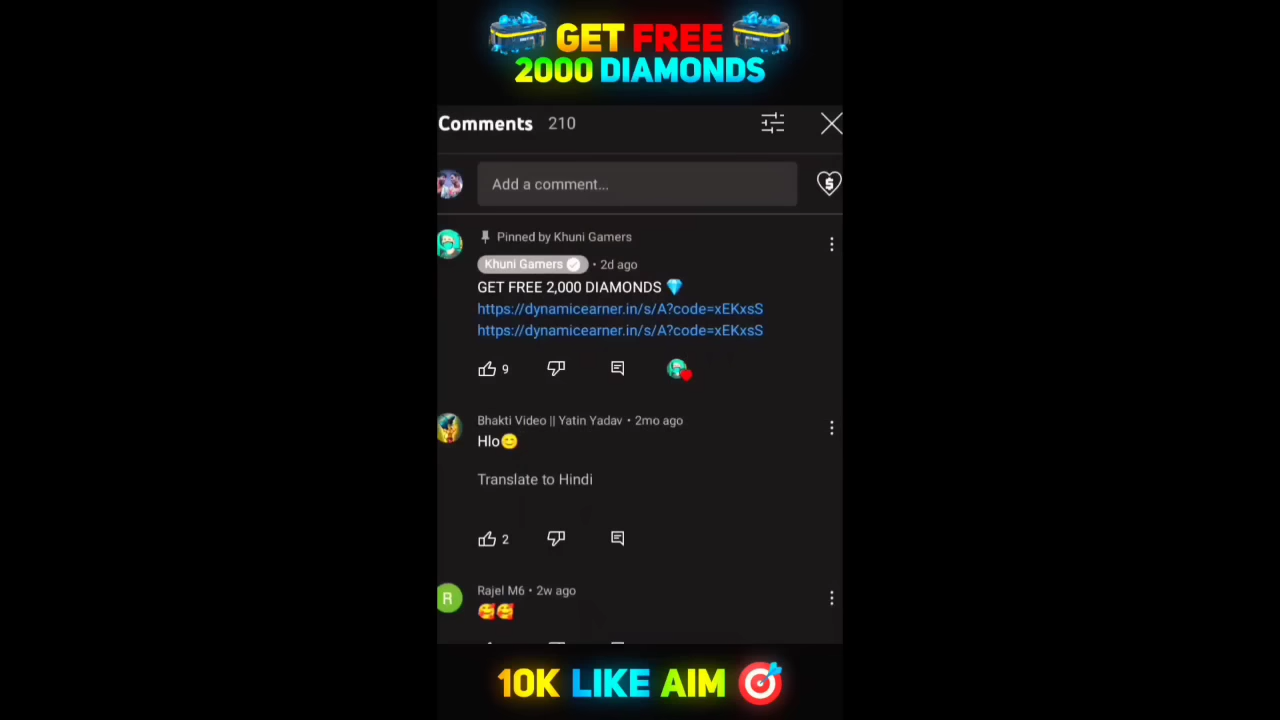 GET FREE
2000 DIAMONDS
Comments 210
Add a comment...
Pinned by Khuni Gamers
Khuni Gamers • 2d ago
GET FREE 2,000 DIAMONDS 💎
https://dynamicearner.in/s/A?code=xEKxsS
https://dynamicearner.in/s/A?code=xEKxsS
9
Bhakti Video || Yatin Yadav • 2mo ago
Hlo😊
Translate to Hindi
2
R
Rajel M6 • 2w ago
🥰🥰
10K LIKE AIM 🎯